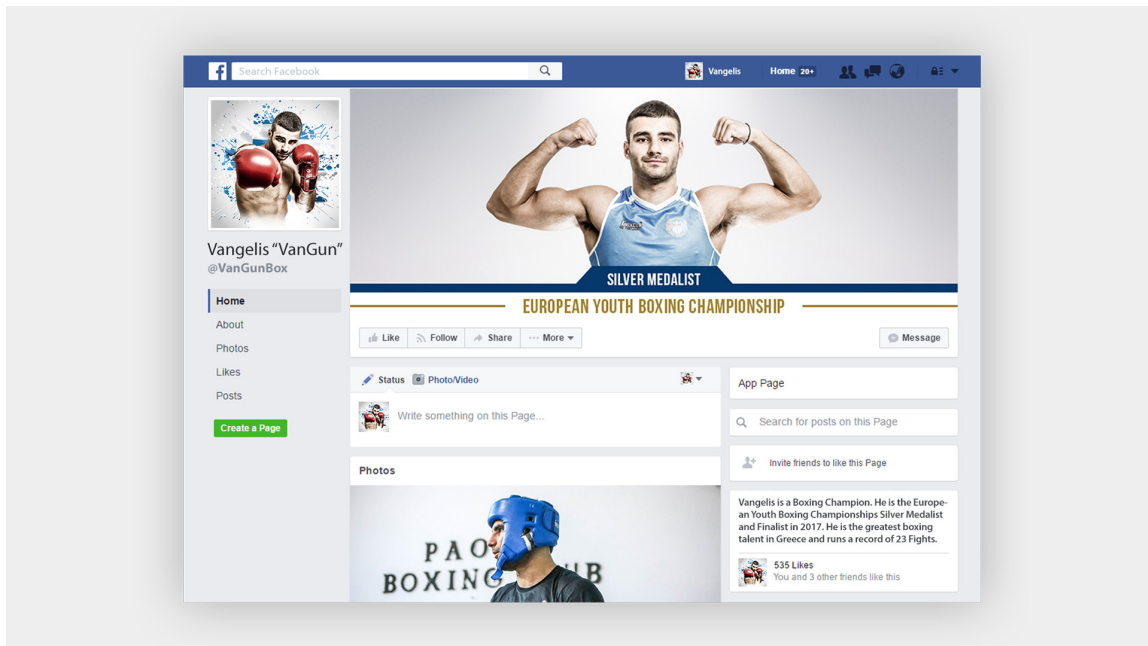 f
Search Facebook
Vangelis
Home 20+
Vangelis “VanGun”
@VanGunBox
Home
About
Photos
Likes
Posts
Create a Page
SILVER MEDALIST
EUROPEAN YOUTH BOXING CHAMPIONSHIP
Like
Follow
Share
··· More
Message
Status
Photo/Video
Write something on this Page...
Photos
PAO
BOXING UB
App Page
Search for posts on this Page
Invite friends to like this Page
Vangelis is a Boxing Champion. He is the Europe-
an Youth Boxing Championships Silver Medalist
and Finalist in 2017. He is the greatest boxing
talent in Greece and runs a record of 23 Fights.
535 Likes
You and 3 other friends like this